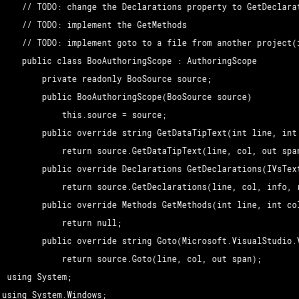 // TODO: change the Declarations property to GetDeclarat
// TODO: implement the GetMethods
// TODO: implement goto to a file from another project(i
public class BooAuthoringScope : AuthoringScope
private readonly BooSource source;
public BooAuthoringScope(BooSource source)
this.source = source;
public override string GetDataTipText(int line, int
return source.GetDataTipText(line, col, out span
public override Declarations GetDeclarations(IVsText
return source.GetDeclarations(line, col, info, r
public override Methods GetMethods(int line, int col
return null;
public override string Goto(Microsoft.VisualStudio.V
return source.Goto(line, col, out span);
using System;
using System.Windows;